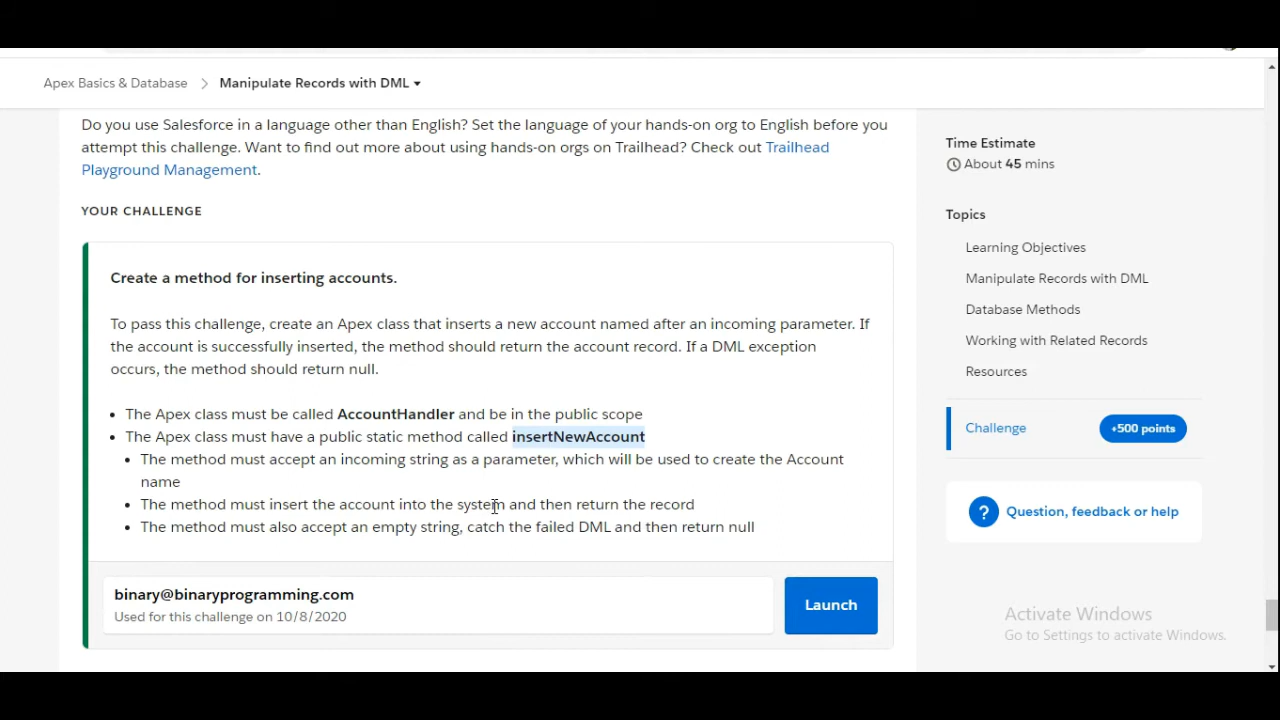 Apex Basics & Database > Manipulate Records with DML
Do you use Salesforce in a language other than English? Set the language of your hands-on org to English before you
attempt this challenge. Want to find out more about using hands-on orgs on Trailhead? Check out Trailhead
Playground Management.
YOUR CHALLENGE
Create a method for inserting accounts.
To pass this challenge, create an Apex class that inserts a new account named after an incoming parameter. If
the account is successfully inserted, the method should return the account record. If a DML exception
occurs, the method should return null.
• The Apex class must be called AccountHandler and be in the public scope
• The Apex class must have a public static method called insertNewAccount
• The method must accept an incoming string as a parameter, which will be used to create the Account
name
• The method must insert the account into the system and then return the record
• The method must also accept an empty string, catch the failed DML and then return null
binary@binaryprogramming.com
Used for this challenge on 10/8/2020
Launch
Time Estimate
About 45 mins
Topics
Learning Objectives
Manipulate Records with DML
Database Methods
Working with Related Records
Resources
Challenge +500 points
? Question, feedback or help
Activate Windows
Go to Settings to activate Windows.